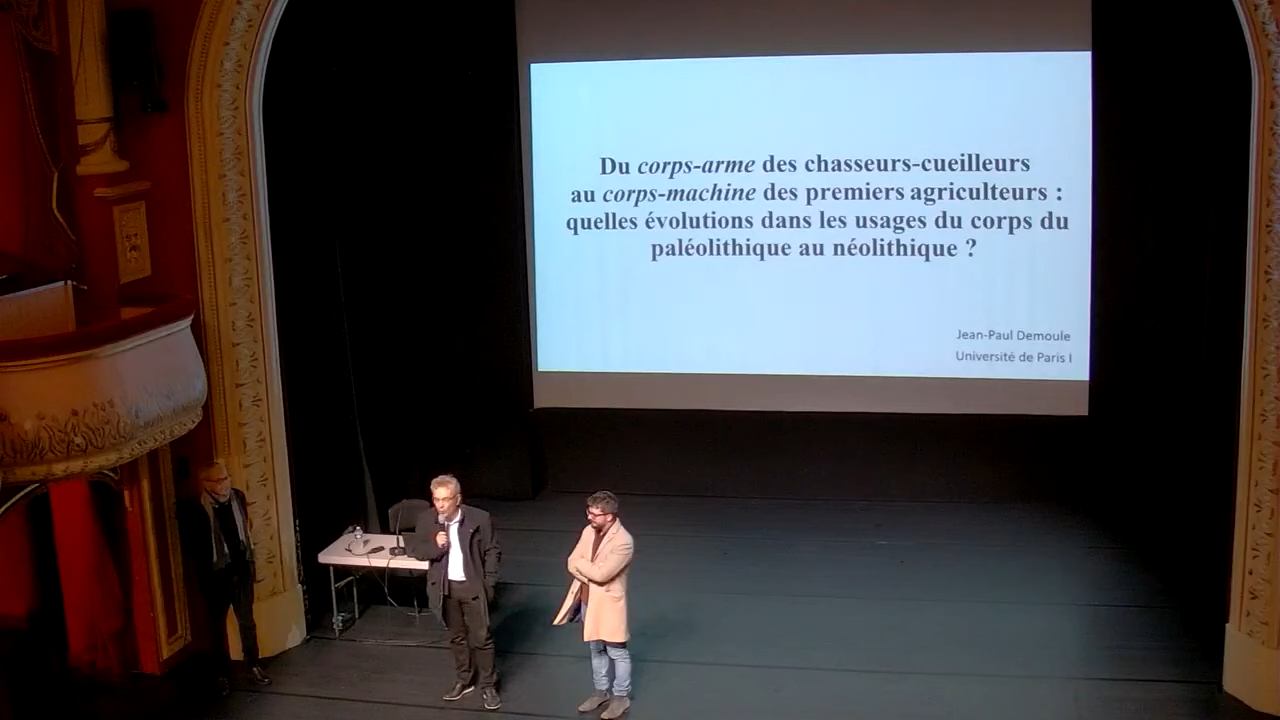 Du corps-arme des chasseurs-cueilleurs
au corps-machine des premiers agriculteurs :
quelles évolutions dans les usages du corps du
paléolithique au néolithique ?
Jean-Paul Demoule
Université de Paris I